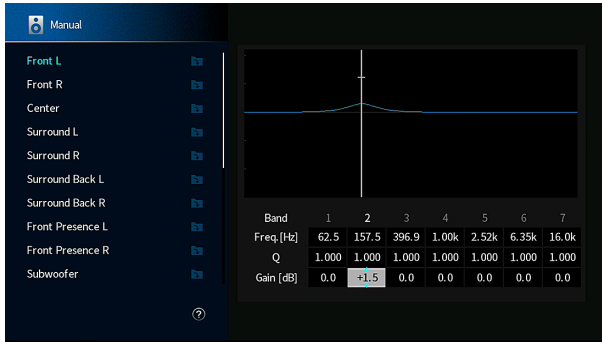 Manual
Front L
Front R
Center
Surround L
Surround R
Surround Back L
Surround Back R
Front Presence L
Front Presence R
Subwoofer
?
Band 1 2 3 4 5 6 7
Freq.[Hz] 62.5 157.5 396.9 1.00k 2.52k 6.35k 16.0k
Q 1.000 1.000 1.000 1.000 1.000 1.000 1.000
Gain [dB] 0.0 +1.5 0.0 0.0 0.0 0.0 0.0